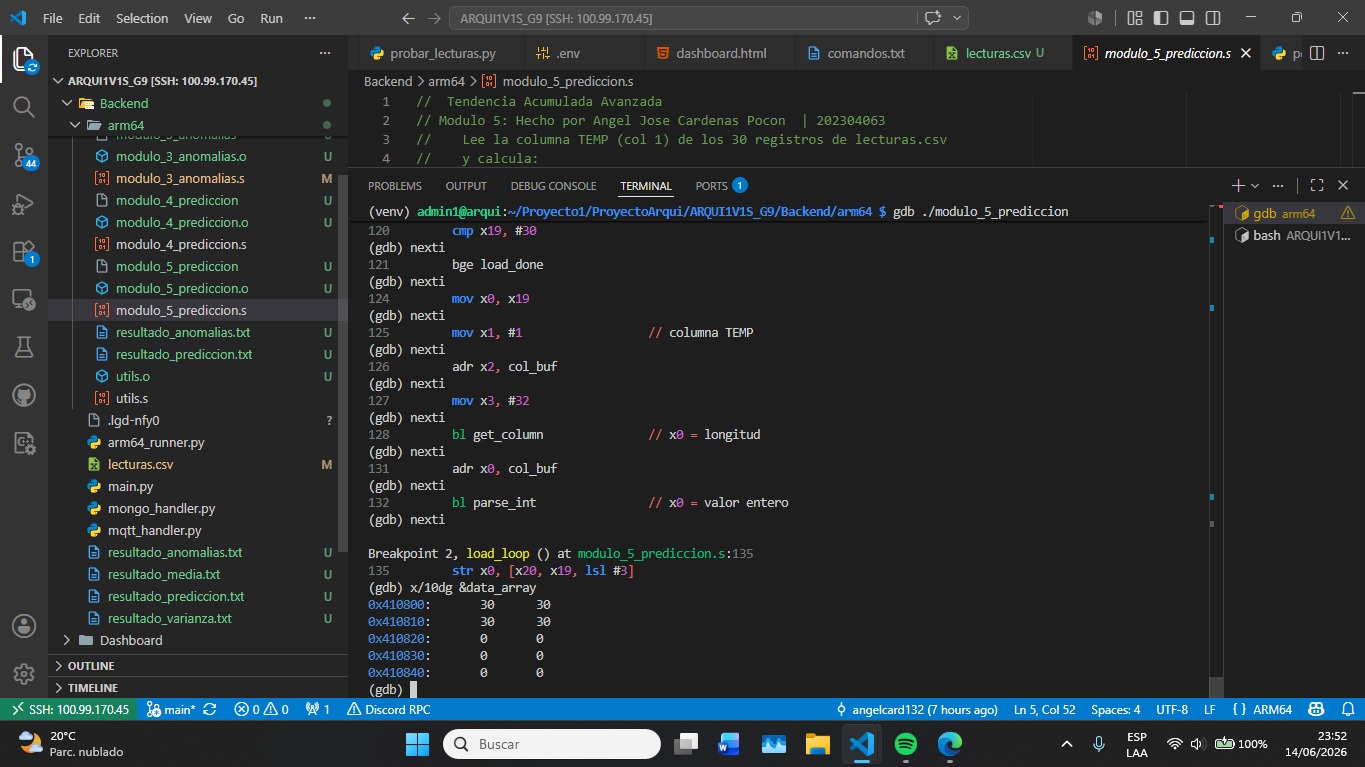 File Edit Selection View Go Run ···
ARQUI1V1S_G9 [SSH: 100.99.170.45]
EXPLORER
ARQUI1V1S_G9 [SSH: 100.99.170.45]
Backend
arm64
modulo_3_anomalias
modulo_3_anomalias.o U
modulo_3_anomalias.s M
modulo_4_prediccion U
modulo_4_prediccion.o U
modulo_4_prediccion.s
modulo_5_prediccion U
modulo_5_prediccion.o U
modulo_5_prediccion.s
resultado_anomalias.txt U
resultado_prediccion.txt U
utils.o U
utils.s
.lgd-nfy0 ?
arm64_runner.py
lecturas.csv M
main.py
mongo_handler.py
mqtt_handler.py
resultado_anomalias.txt U
resultado_media.txt U
resultado_prediccion.txt U
resultado_varianza.txt U
Dashboard
OUTLINE
TIMELINE
44
1
probar_lecturas.py .env dashboard.html comandos.txt lecturas.csv U modulo_5_prediccion.s
Backend > arm64 > modulo_5_prediccion.s
1 // Tendencia Acumulada Avanzada
2 // Modulo 5: Hecho por Angel Jose Cardenas Pocon | 202304063
3 // Lee la columna TEMP (col 1) de los 30 registros de lecturas.csv
4 // y calcula:
PROBLEMS OUTPUT DEBUG CONSOLE TERMINAL PORTS 1
(venv) admin1@arqui:~/Proyecto1/ProyectoArqui/ARQUI1V1S_G9/Backend/arm64 $ gdb ./modulo_5_prediccion
120 cmp x19, #30
(gdb) nexti
121 bge load_done
(gdb) nexti
124 mov x0, x19
(gdb) nexti
125 mov x1, #1 // columna TEMP
(gdb) nexti
126 adr x2, col_buf
(gdb) nexti
127 mov x3, #32
(gdb) nexti
128 bl get_column // x0 = longitud
(gdb) nexti
131 adr x0, col_buf
(gdb) nexti
132 bl parse_int // x0 = valor entero
(gdb) nexti
Breakpoint 2, load_loop () at modulo_5_prediccion.s:135
135 str x0, [x20, x19, lsl #3]
(gdb) x/10dg &data_array
0x410800: 30 30
0x410810: 30 30
0x410820: 0 0
0x410830: 0 0
0x410840: 0 0
(gdb)
gdb arm64
bash ARQUI1V1...
SSH: 100.99.170.45 main* 0 0 1 Discord RPC angelcard132 (7 hours ago) Ln 5, Col 52 Spaces: 4 UTF-8 LF {} ARM64
20°C
Parc. nublado
Buscar
ESP
LAA
100%
23:52
14/06/2026